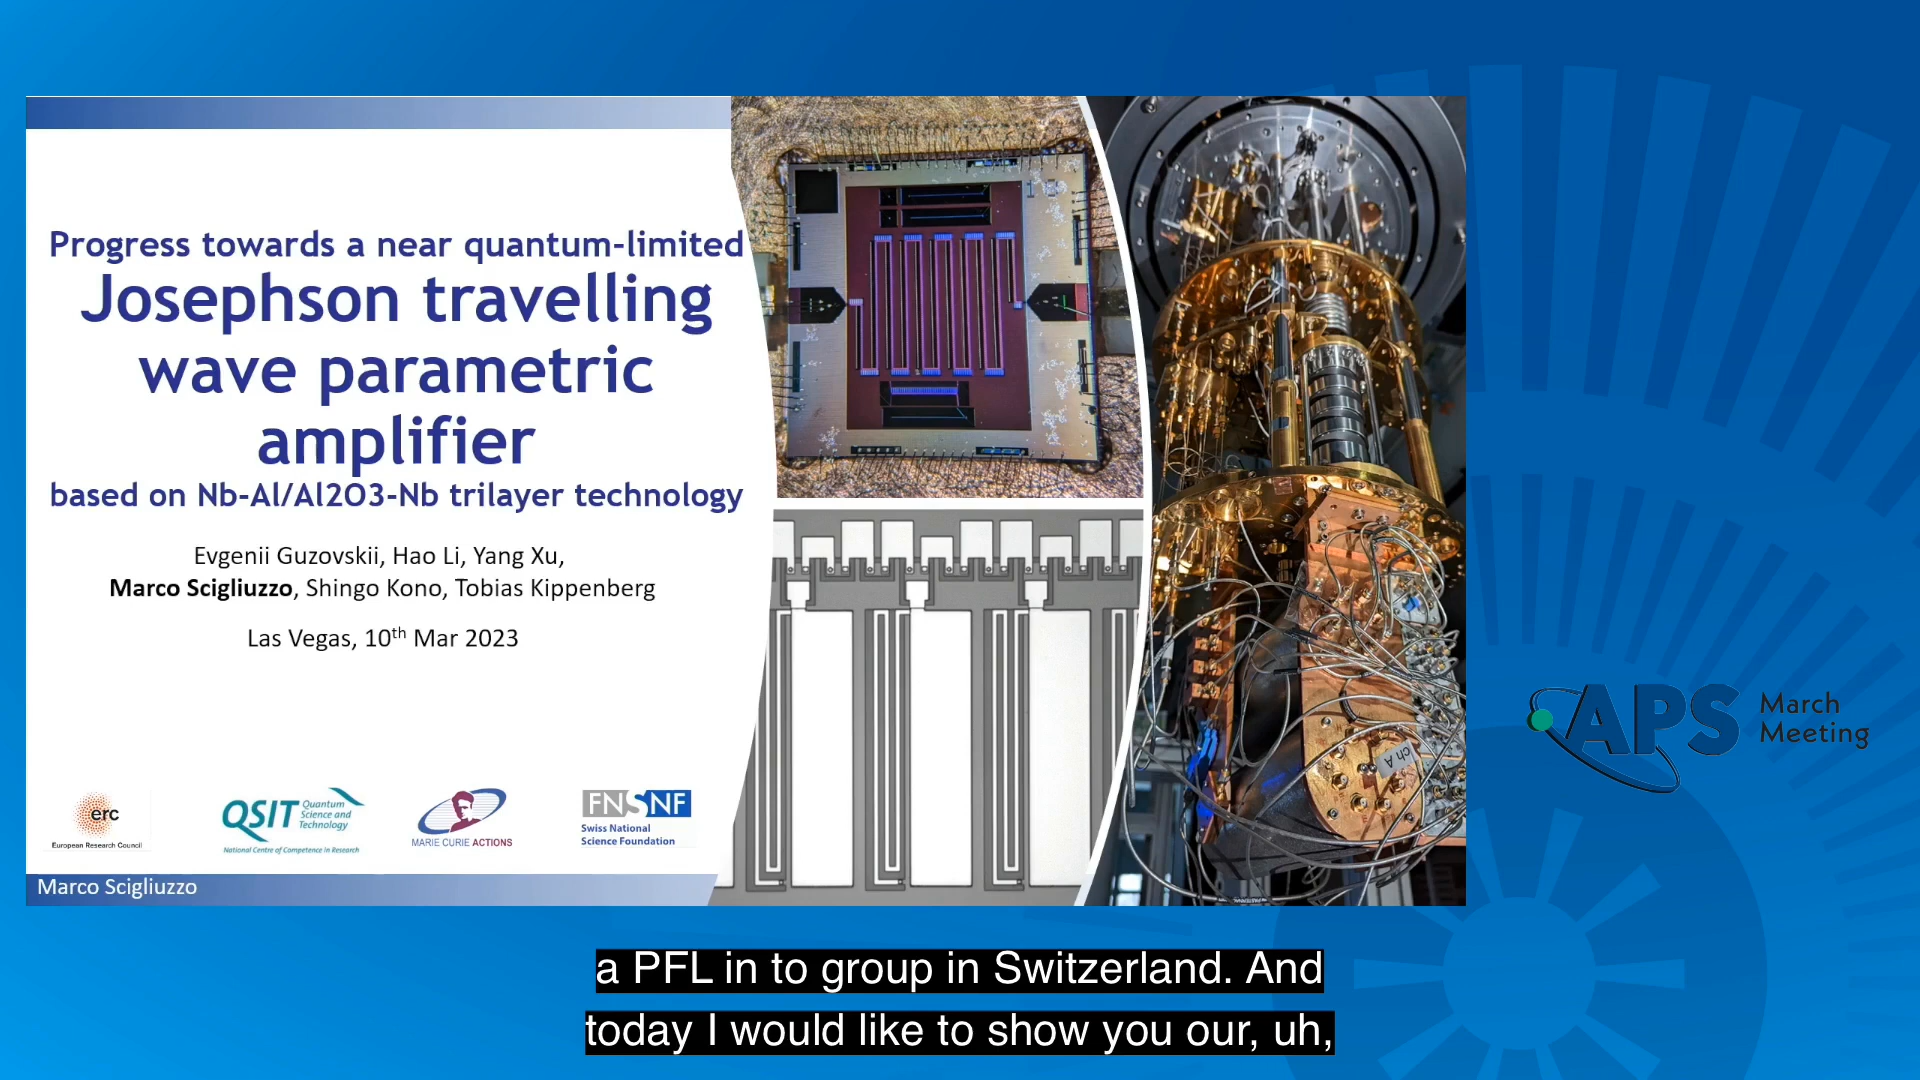 Progress towards a near quantum-limited
Josephson travelling
wave parametric
amplifier
based on Nb-Al/Al2O3-Nb trilayer technology
Evgenii Guzovskii, Hao Li, Yang Xu,
Marco Scigliuzzo, Shingo Kono, Tobias Kippenberg
Las Vegas, 10th Mar 2023
erc
European Research Council
QSIT Quantum
Science and
Technology
National Centre of Competence in Research
MARIE CURIE ACTIONS
FNSNF
Swiss National
Science Foundation
Marco Scigliuzzo
ch A
APS March
Meeting
a PFL in to group in Switzerland. And
today I would like to show you our, uh,